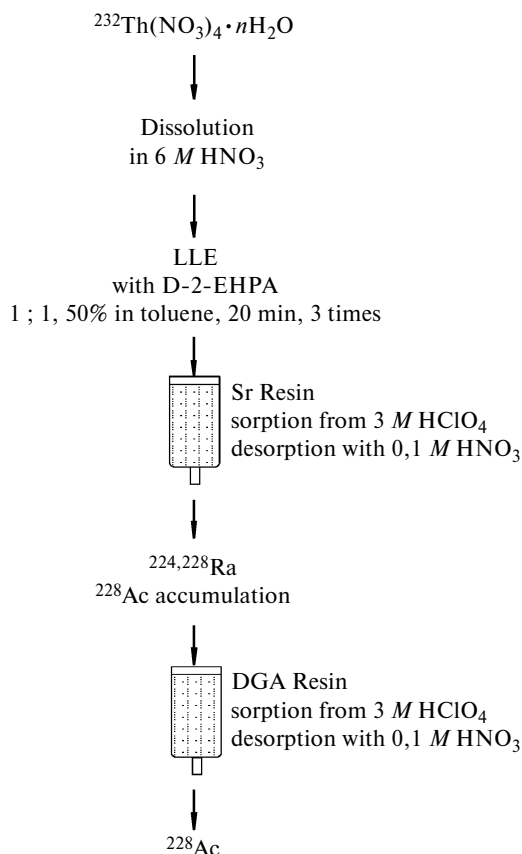 ²³²Th(NO₃)₄·nH₂O
Dissolution
in 6 M HNO₃
LLE
with D-2-EHPA
1 ; 1, 50% in toluene, 20 min, 3 times
Sr Resin
sorption from 3 M HClO₄
desorption with 0,1 M HNO₃
²²⁴,²²⁸Ra
²²⁸Ac accumulation
DGA Resin
sorption from 3 M HClO₄
desorption with 0,1 M HNO₃
²²⁸Ac